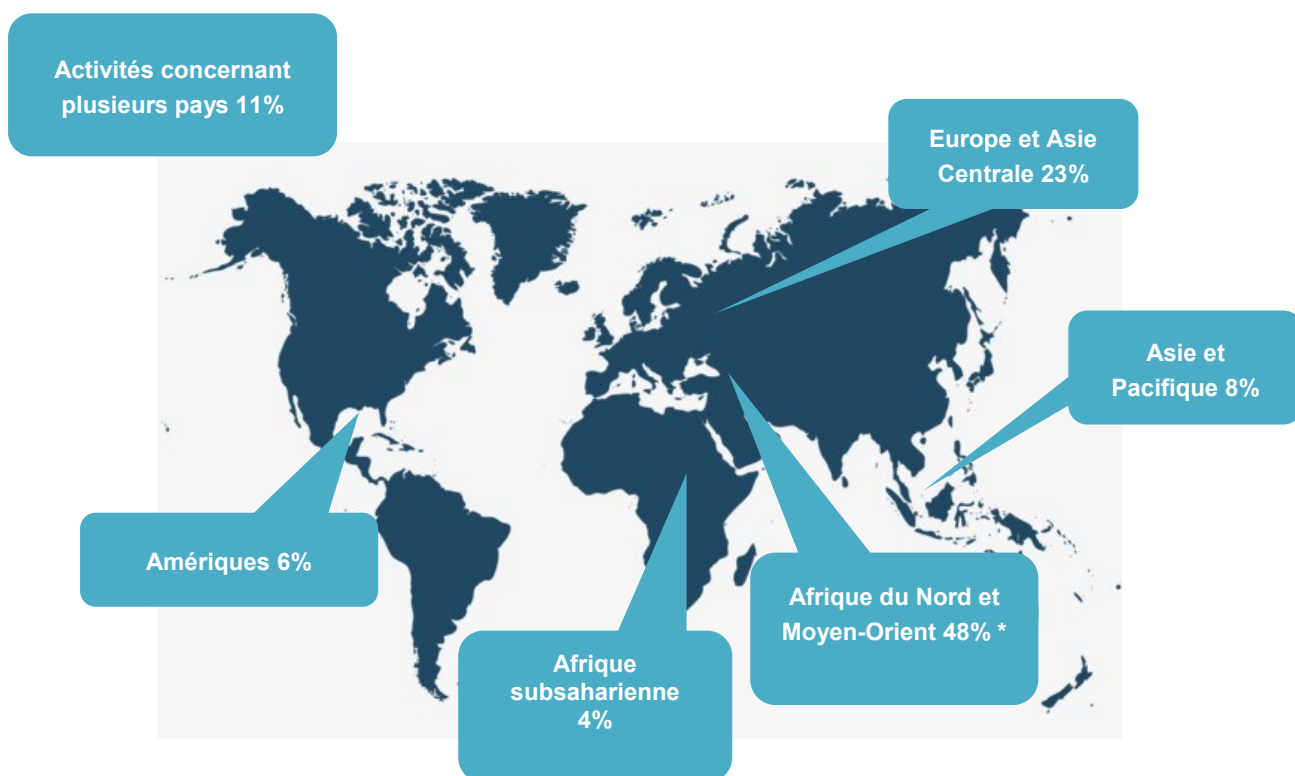 Activités concernant
plusieurs pays 11%
Europe et Asie
Centrale 23%
Asie et
Pacifique 8%
Amériques 6%
Afrique du Nord et
Moyen-Orient 48% *
Afrique
subsaharienne
4%